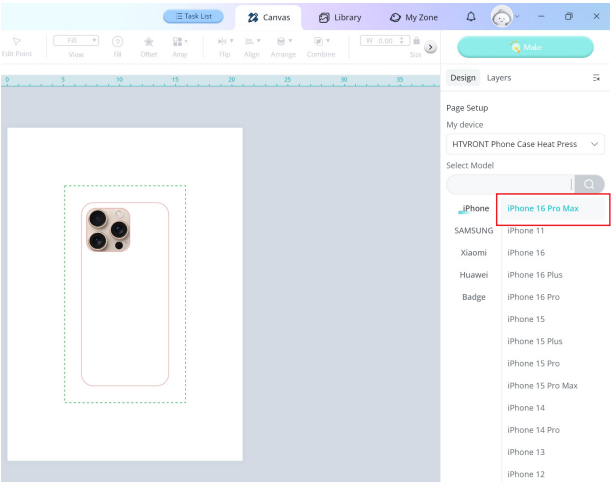 Task List
Canvas
Library
My Zone
Edit Point
Fill
View
Fill
Offset
Array
Flip
Align
Arrange
Combine
W 0.00
Size
Make
0 5 10 15 20 25 30 35
Design Layers
Page Setup
My device
HTVRONT Phone Case Heat Press
Select Model
iPhone
iPhone 16 Pro Max
SAMSUNG
iPhone 11
Xiaomi
iPhone 16
Huawei
iPhone 16 Plus
Badge
iPhone 16 Pro
iPhone 15
iPhone 15 Plus
iPhone 15 Pro
iPhone 15 Pro Max
iPhone 14
iPhone 14 Pro
iPhone 13
iPhone 12